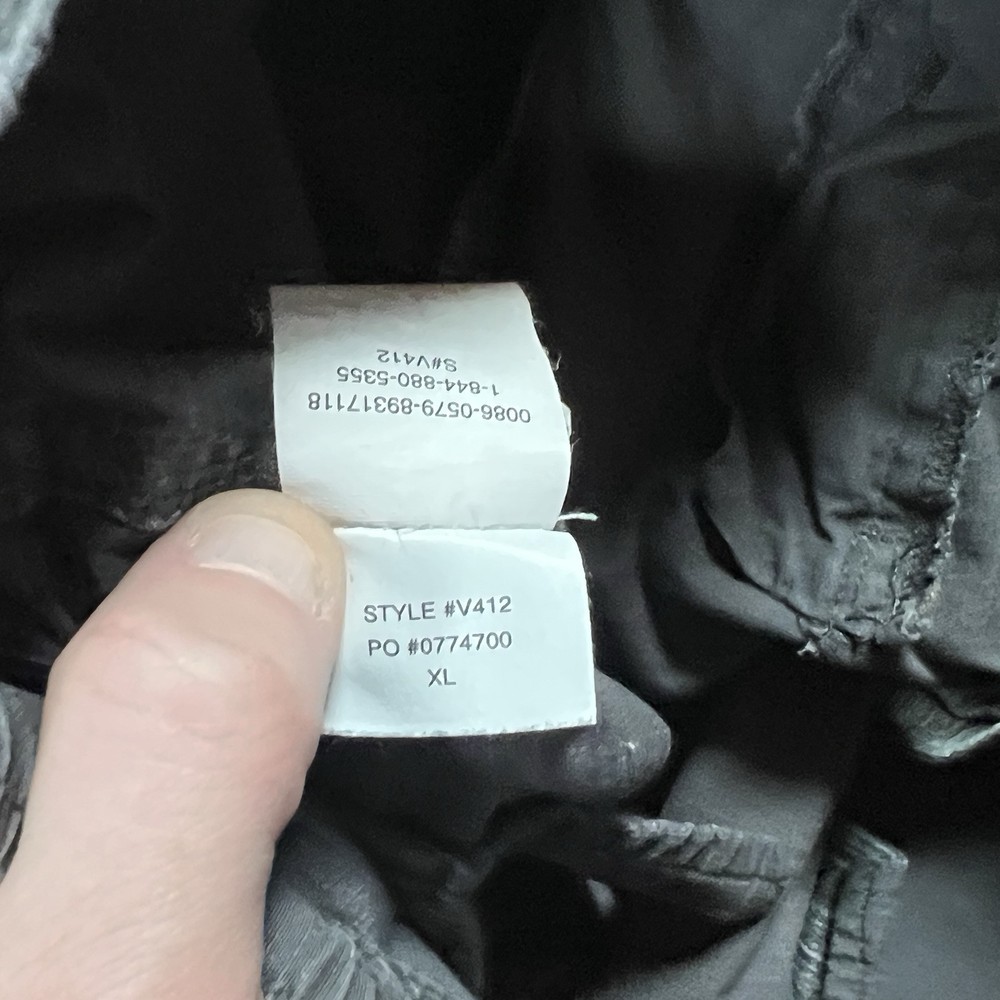 0086-0579-89317118
1-844-880-5355
S#V412
STYLE #V412
PO #0774700
XL